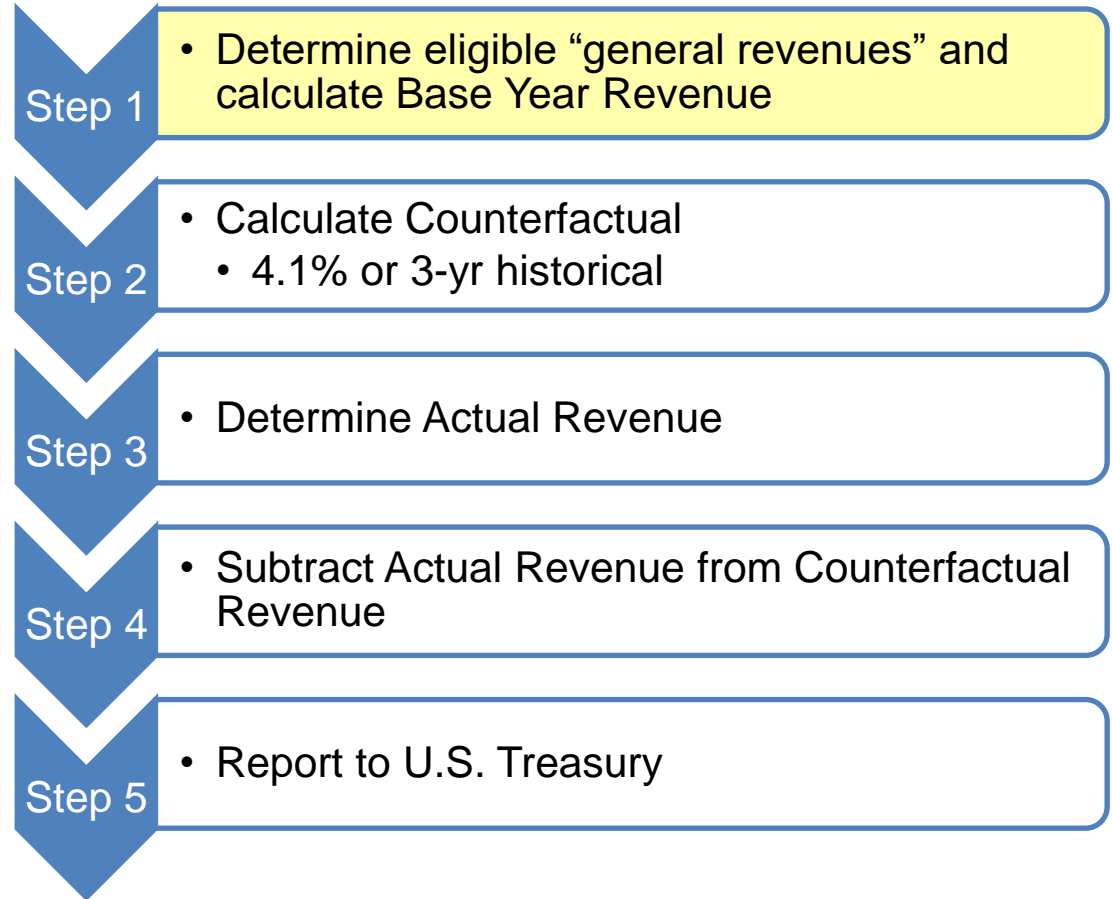 Step 1
• Determine eligible “general revenues” and
calculate Base Year Revenue
Step 2
• Calculate Counterfactual
• 4.1% or 3-yr historical
Step 3
• Determine Actual Revenue
Step 4
• Subtract Actual Revenue from Counterfactual
Revenue
Step 5
• Report to U.S. Treasury